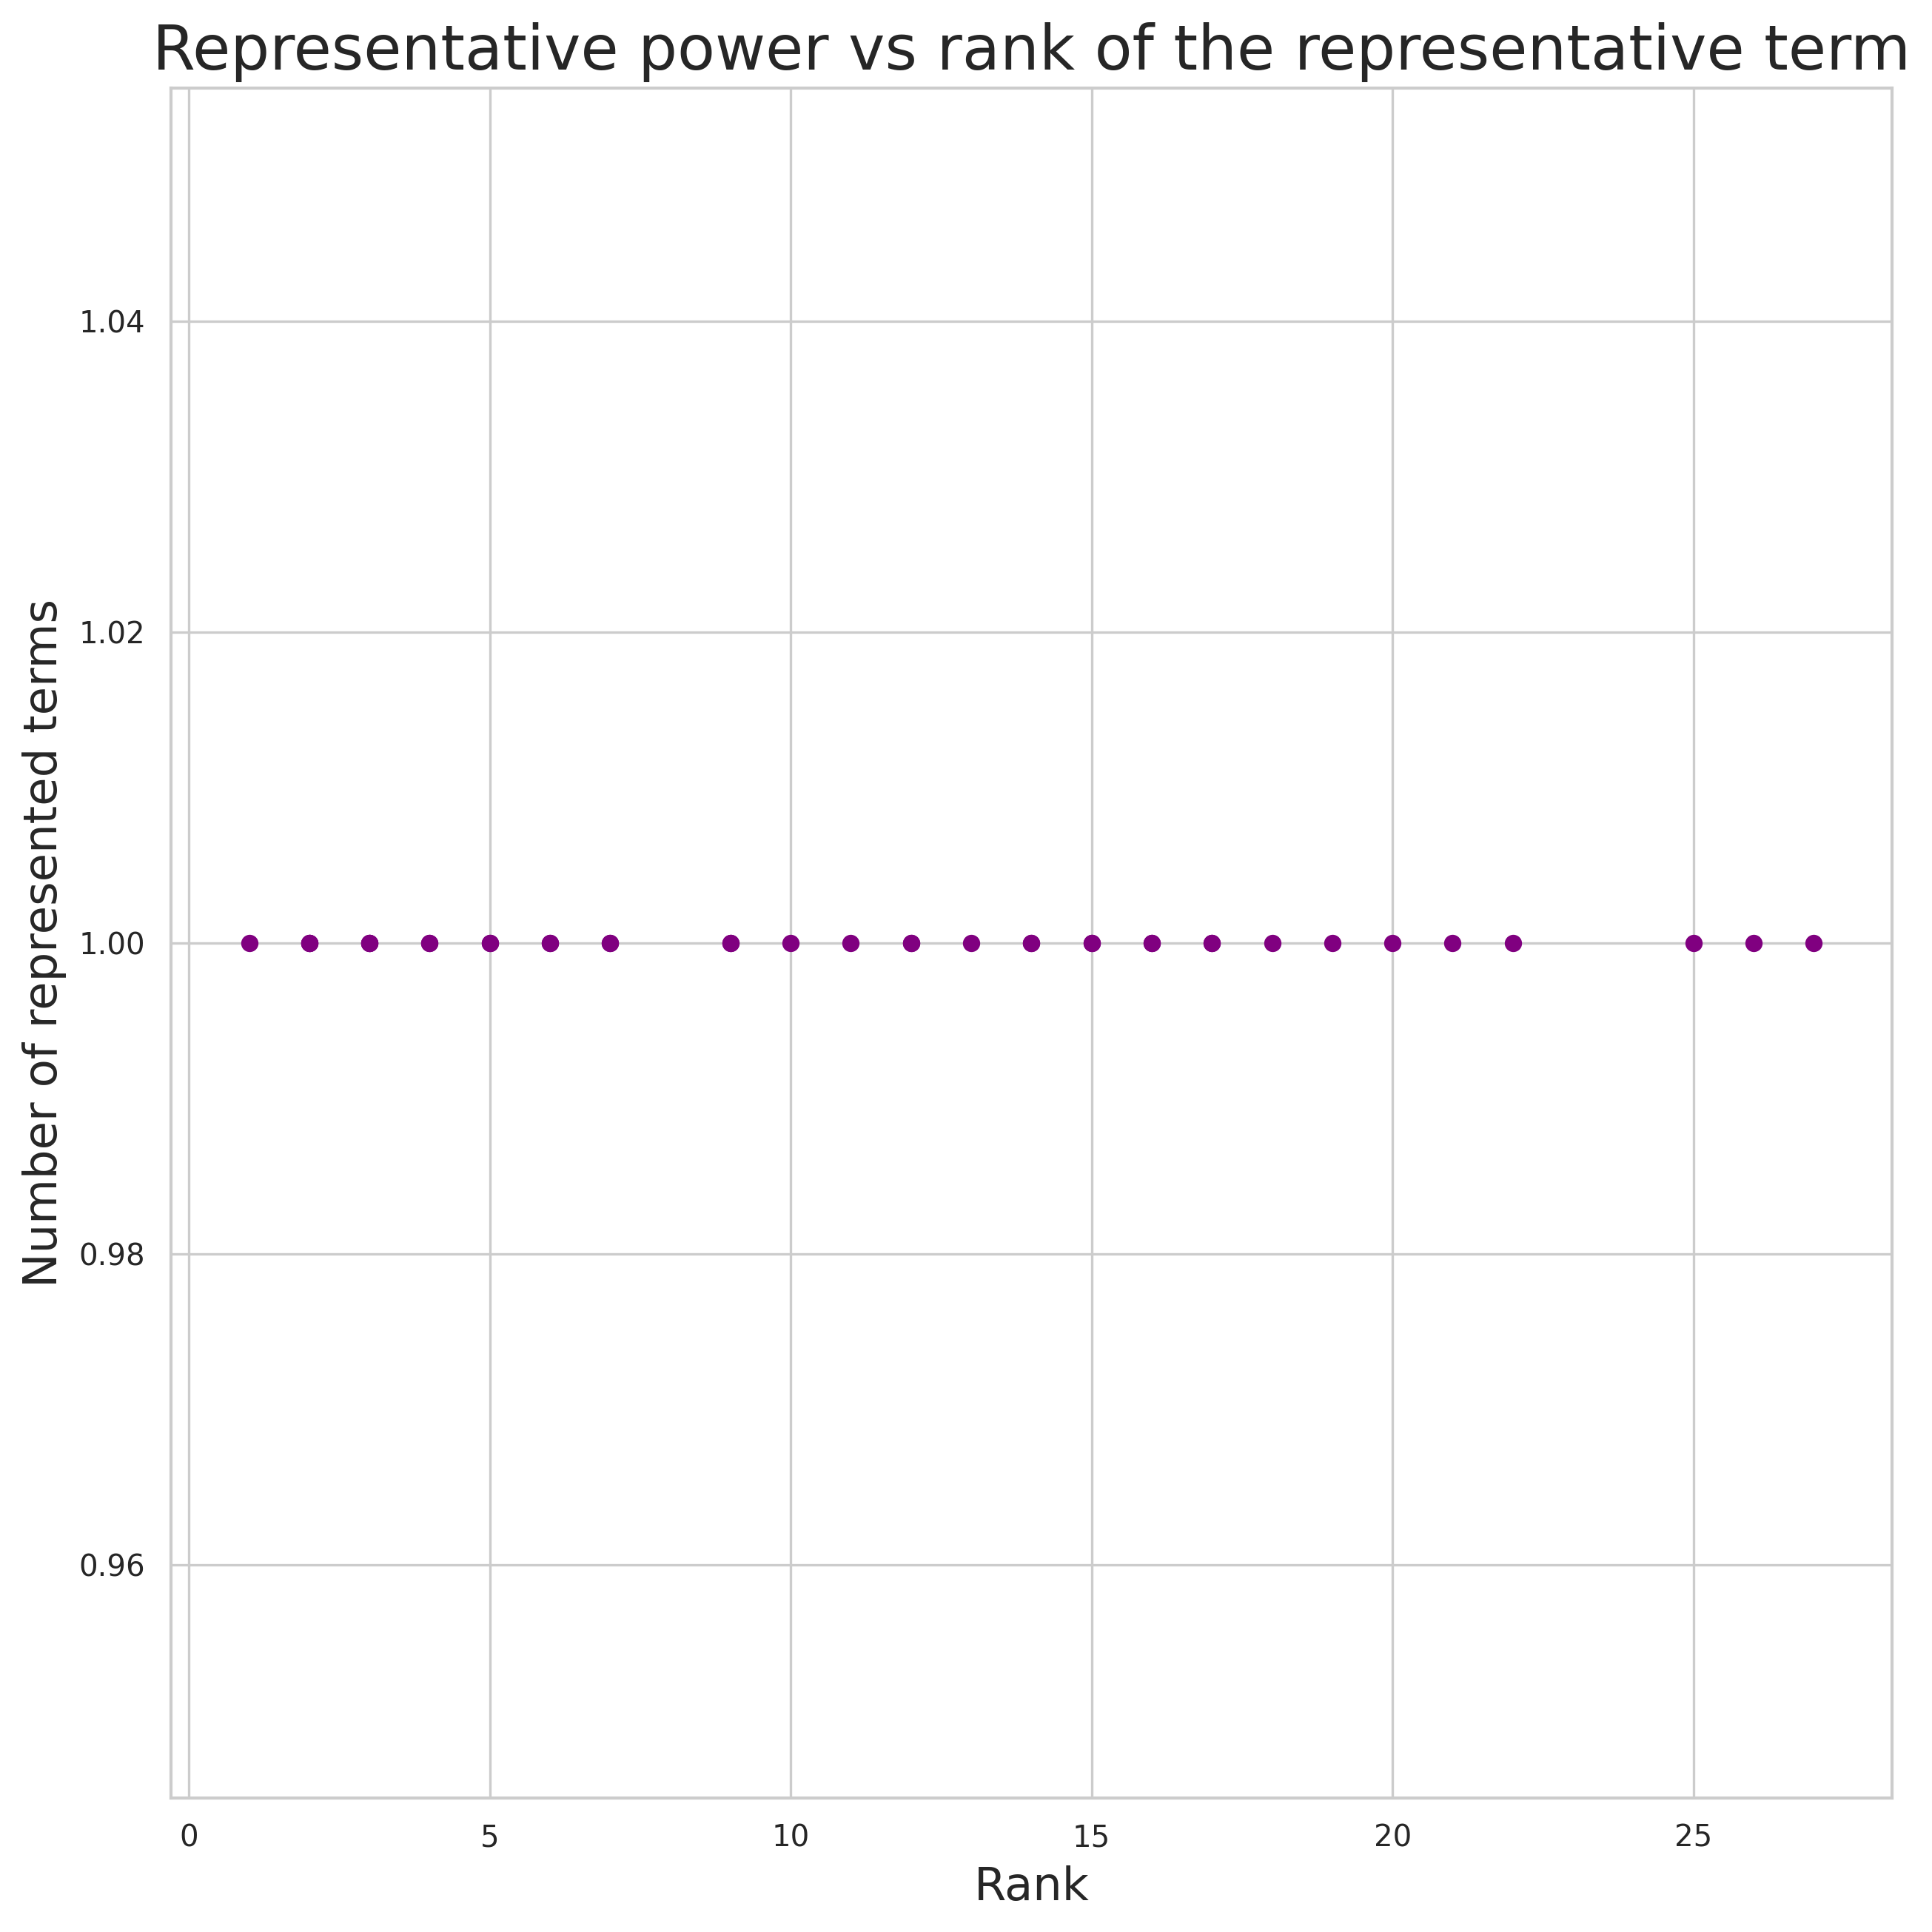 Representative power vs rank of the representative term
Number of represented terms
1.04
1.02
1.00
0.98
0.96
0 5 10 15 20 25
Rank